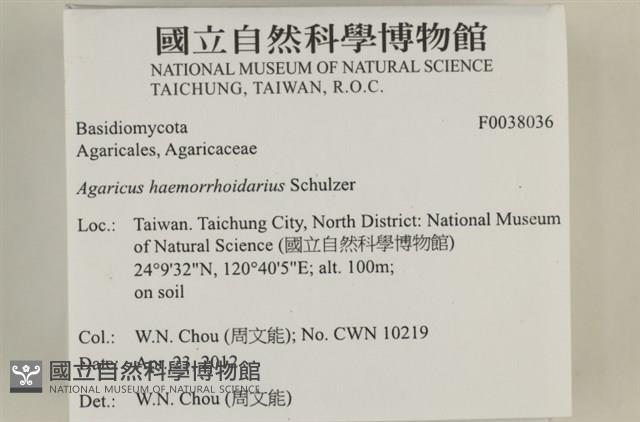 國立自然科學博物館
NATIONAL MUSEUM OF NATURAL SCIENCE
TAICHUNG, TAIWAN, R.O.C.
Basidiomycota F0038036
Agaricales, Agaricaceae
Agaricus haemorrhoidarius Schulzer
Loc.: Taiwan. Taichung City, North District: National Museum
of Natural Science (國立自然科學博物館)
24°9'32"N, 120°40'5"E; alt. 100m;
on soil
Col.: W.N. Chou (周文能); No. CWN 10219
Date: Apr. 23, 2012
國立自然科學博物館
NATIONAL MUSEUM OF NATURAL SCIENCE
Det.: W.N. Chou (周文能)